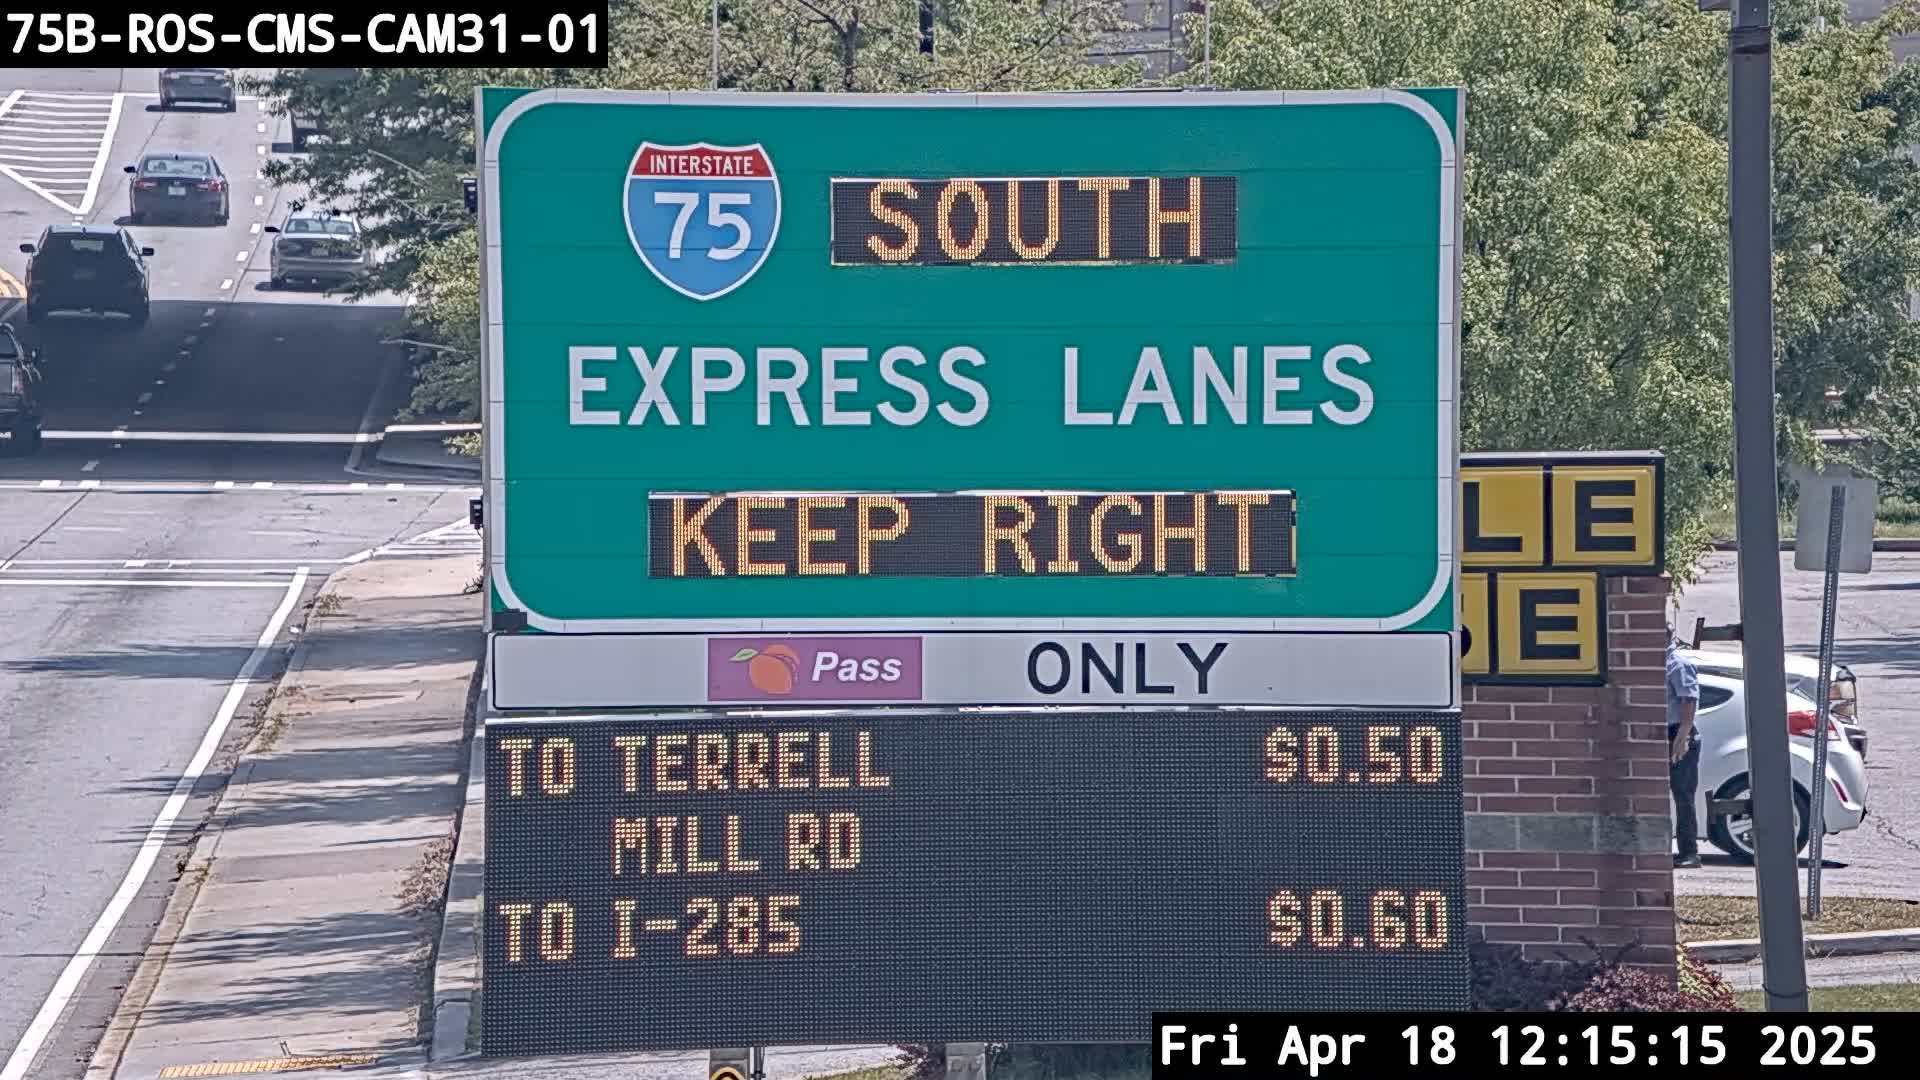 75B-ROS-CMS-CAM31-01
INTERSTATE
75
SOUTH
EXPRESS LANES
KEEP RIGHT
Pass ONLY
TO TERRELL $0.50
MILL RD
TO I-285 $0.60
LE
E
Fri Apr 18 12:15:15 2025